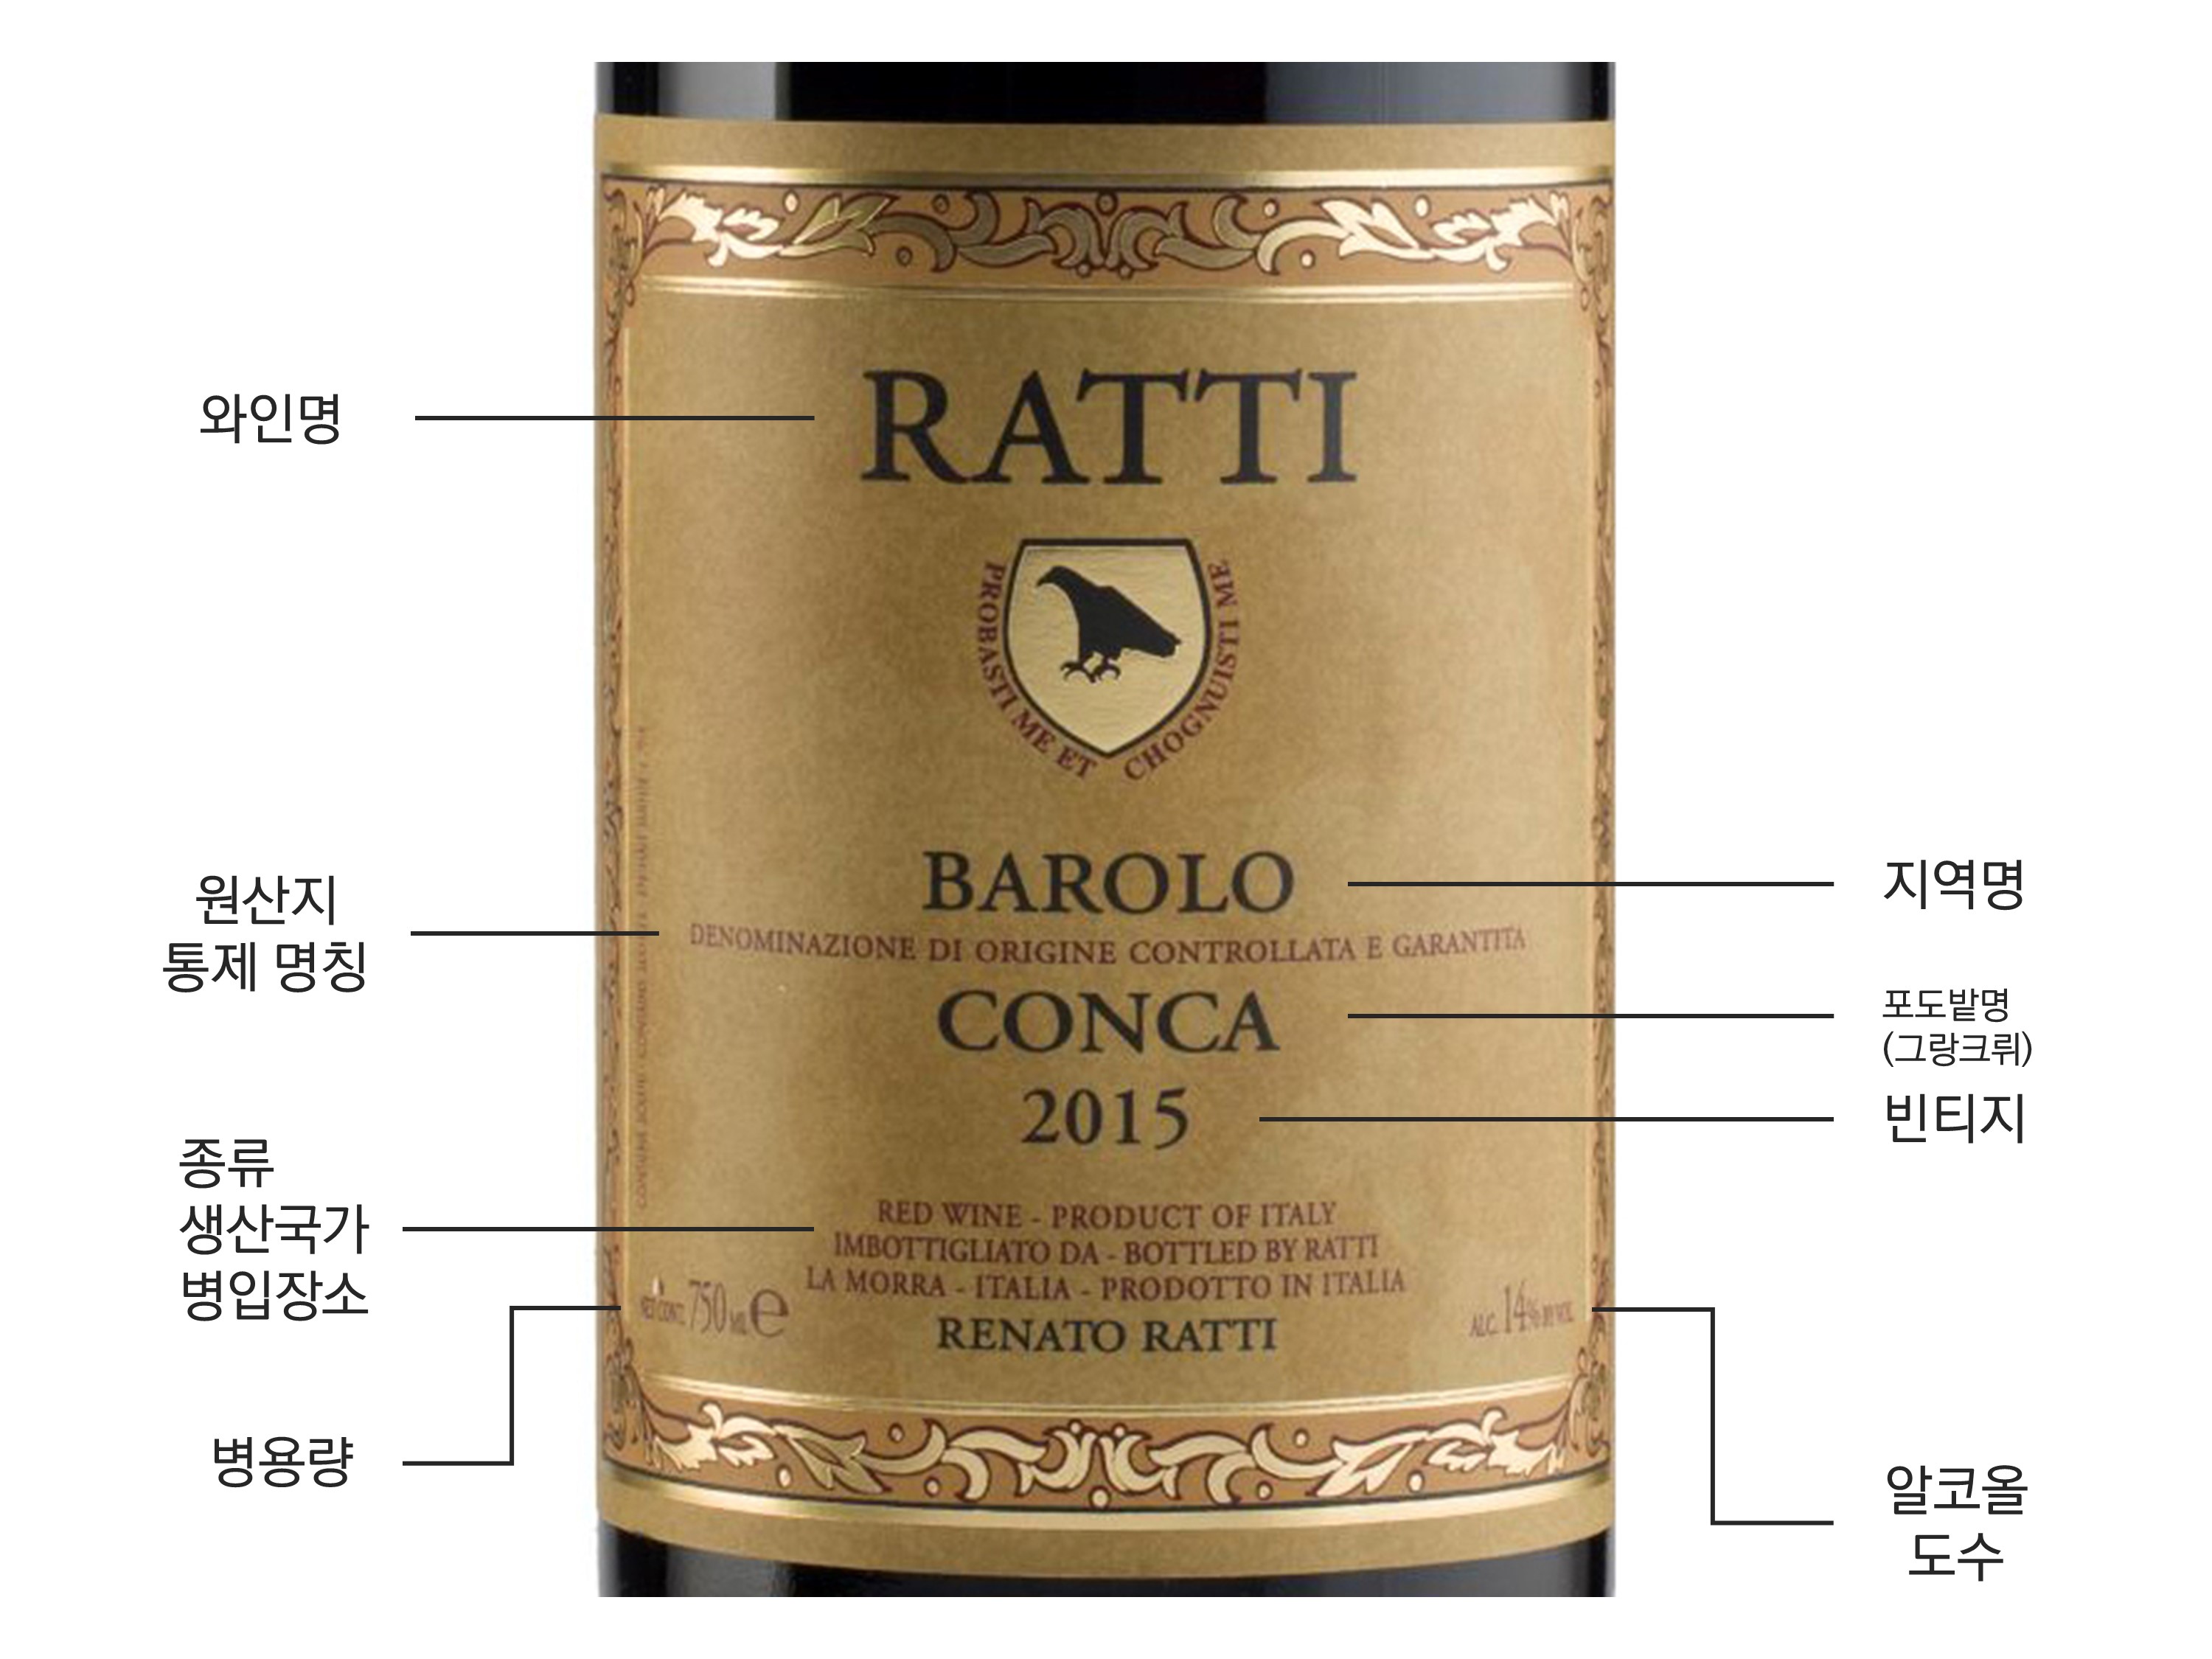 와인명
RATTI
PROBASTI ME ET CHOGNUISTI ME
BAROLO
지역명
원산지
통제 명칭
DENOMINAZIONE DI ORIGINE CONTROLLATA E GARANTITA
CONCA
포도밭명
(그랑크뤼)
2015
빈티지
종류
생산국가
병입장소
RED WINE - PRODUCT OF ITALY
IMBOTTIGLIATO DA - BOTTLED BY RATTI
LA MORRA - ITALIA - PRODOTTO IN ITALIA
NET CONT. 750 ML e
RENATO RATTI
ALC. 14% BY VOL.
병용량
알코올
도수